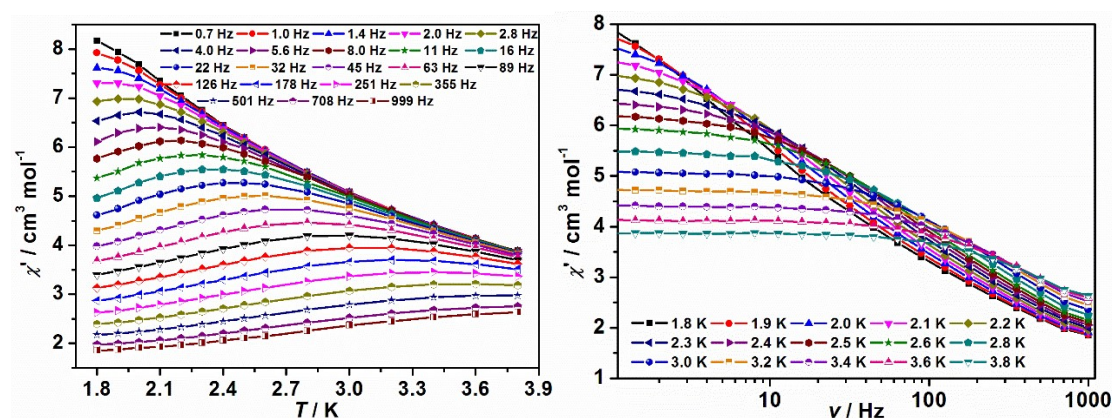 0.7 Hz 1.0 Hz 1.4 Hz 2.0 Hz 2.8 Hz
4.0 Hz 5.6 Hz 8.0 Hz 11 Hz 16 Hz
22 Hz 32 Hz 45 Hz 63 Hz 89 Hz
126 Hz 178 Hz 251 Hz 355 Hz
501 Hz 708 Hz 999 Hz
8
7
6
5
4
3
2
χ' / cm³ mol⁻¹
1.8 2.1 2.4 2.7 3.0 3.3 3.6 3.9
T / K
8
7
6
5
4
3
2
1
χ' / cm³ mol⁻¹
1.8 K 1.9 K 2.0 K 2.1 K 2.2 K
2.3 K 2.4 K 2.5 K 2.6 K 2.8 K
3.0 K 3.2 K 3.4 K 3.6 K 3.8 K
10 100 1000
ν / Hz